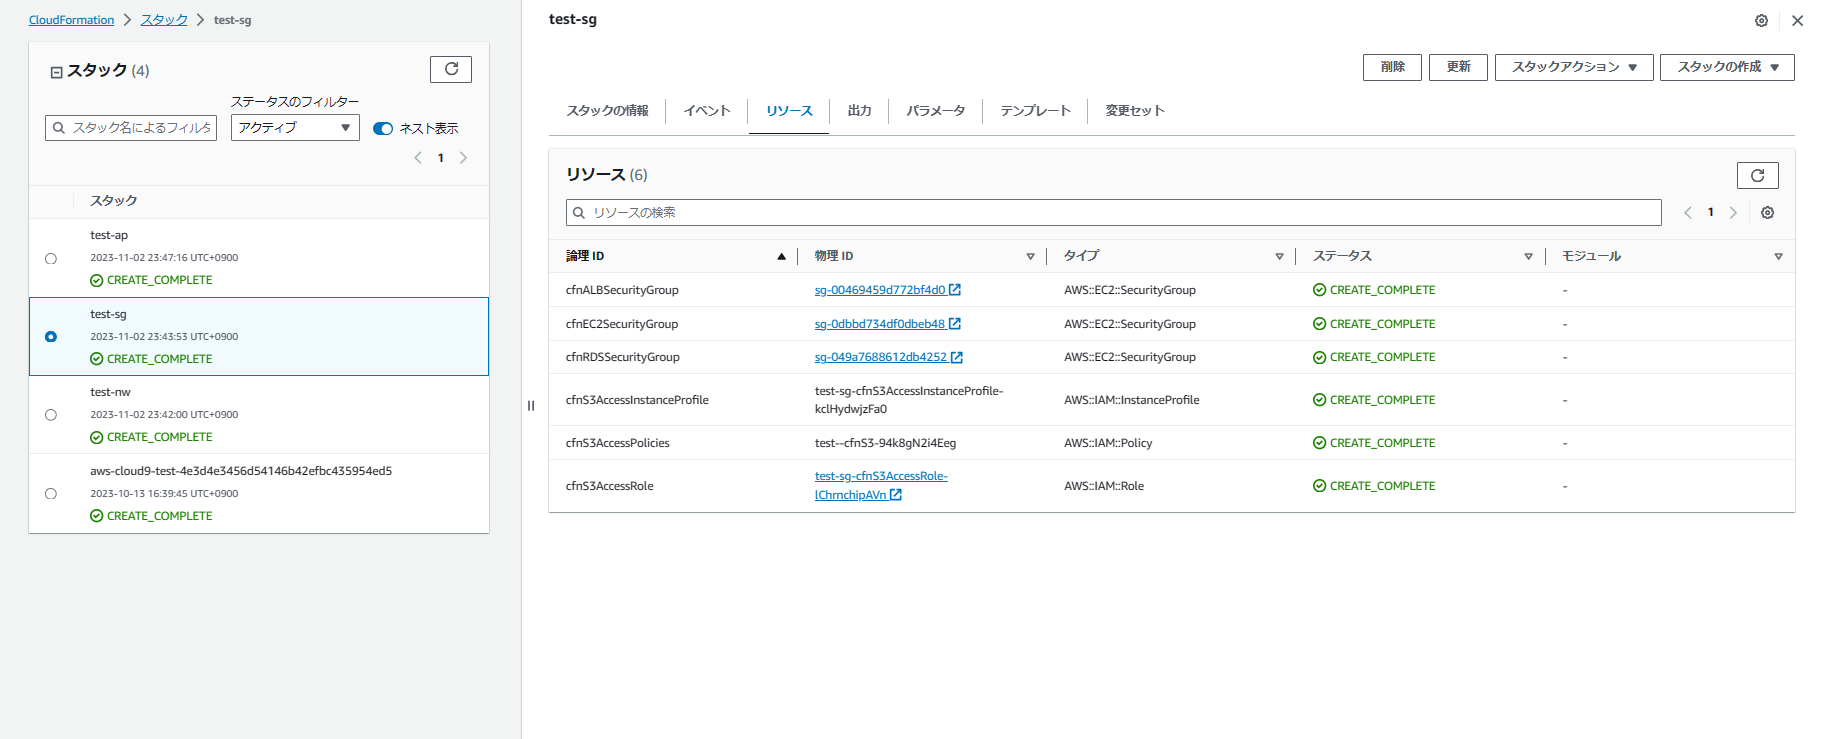 CloudFormation > スタック > test-sg
スタック (4)
ステータスのフィルター
スタック名によるフィルタ
アクティブ
ネスト表示
1
スタック
test-ap
2023-11-02 23:47:16 UTC+0900
CREATE_COMPLETE
test-sg
2023-11-02 23:43:53 UTC+0900
CREATE_COMPLETE
test-nw
2023-11-02 23:42:00 UTC+0900
CREATE_COMPLETE
aws-cloud9-test-4e3d4e3456d54146b42efbc435954ed5
2023-10-13 16:39:45 UTC+0900
CREATE_COMPLETE
test-sg
削除 更新 スタックアクション スタックの作成
スタックの情報 イベント リソース 出力 パラメータ テンプレート 変更セット
リソース (6)
リソースの検索
1
論理 ID 物理 ID タイプ ステータス モジュール
cfnALBSecurityGroup sg-00469459d772bf4d0 AWS::EC2::SecurityGroup CREATE_COMPLETE -
cfnEC2SecurityGroup sg-0dbbd734df0dbeb48 AWS::EC2::SecurityGroup CREATE_COMPLETE -
cfnRDSSecurityGroup sg-049a7688612db4252 AWS::EC2::SecurityGroup CREATE_COMPLETE -
cfnS3AccessInstanceProfile test-sg-cfnS3AccessInstanceProfile-
kclHydwjzFa0 AWS::IAM::InstanceProfile CREATE_COMPLETE -
cfnS3AccessPolicies test--cfnS3-94k8gN2i4Eeg AWS::IAM::Policy CREATE_COMPLETE -
cfnS3AccessRole test-sg-cfnS3AccessRole-
lChrnchipAVn AWS::IAM::Role CREATE_COMPLETE -